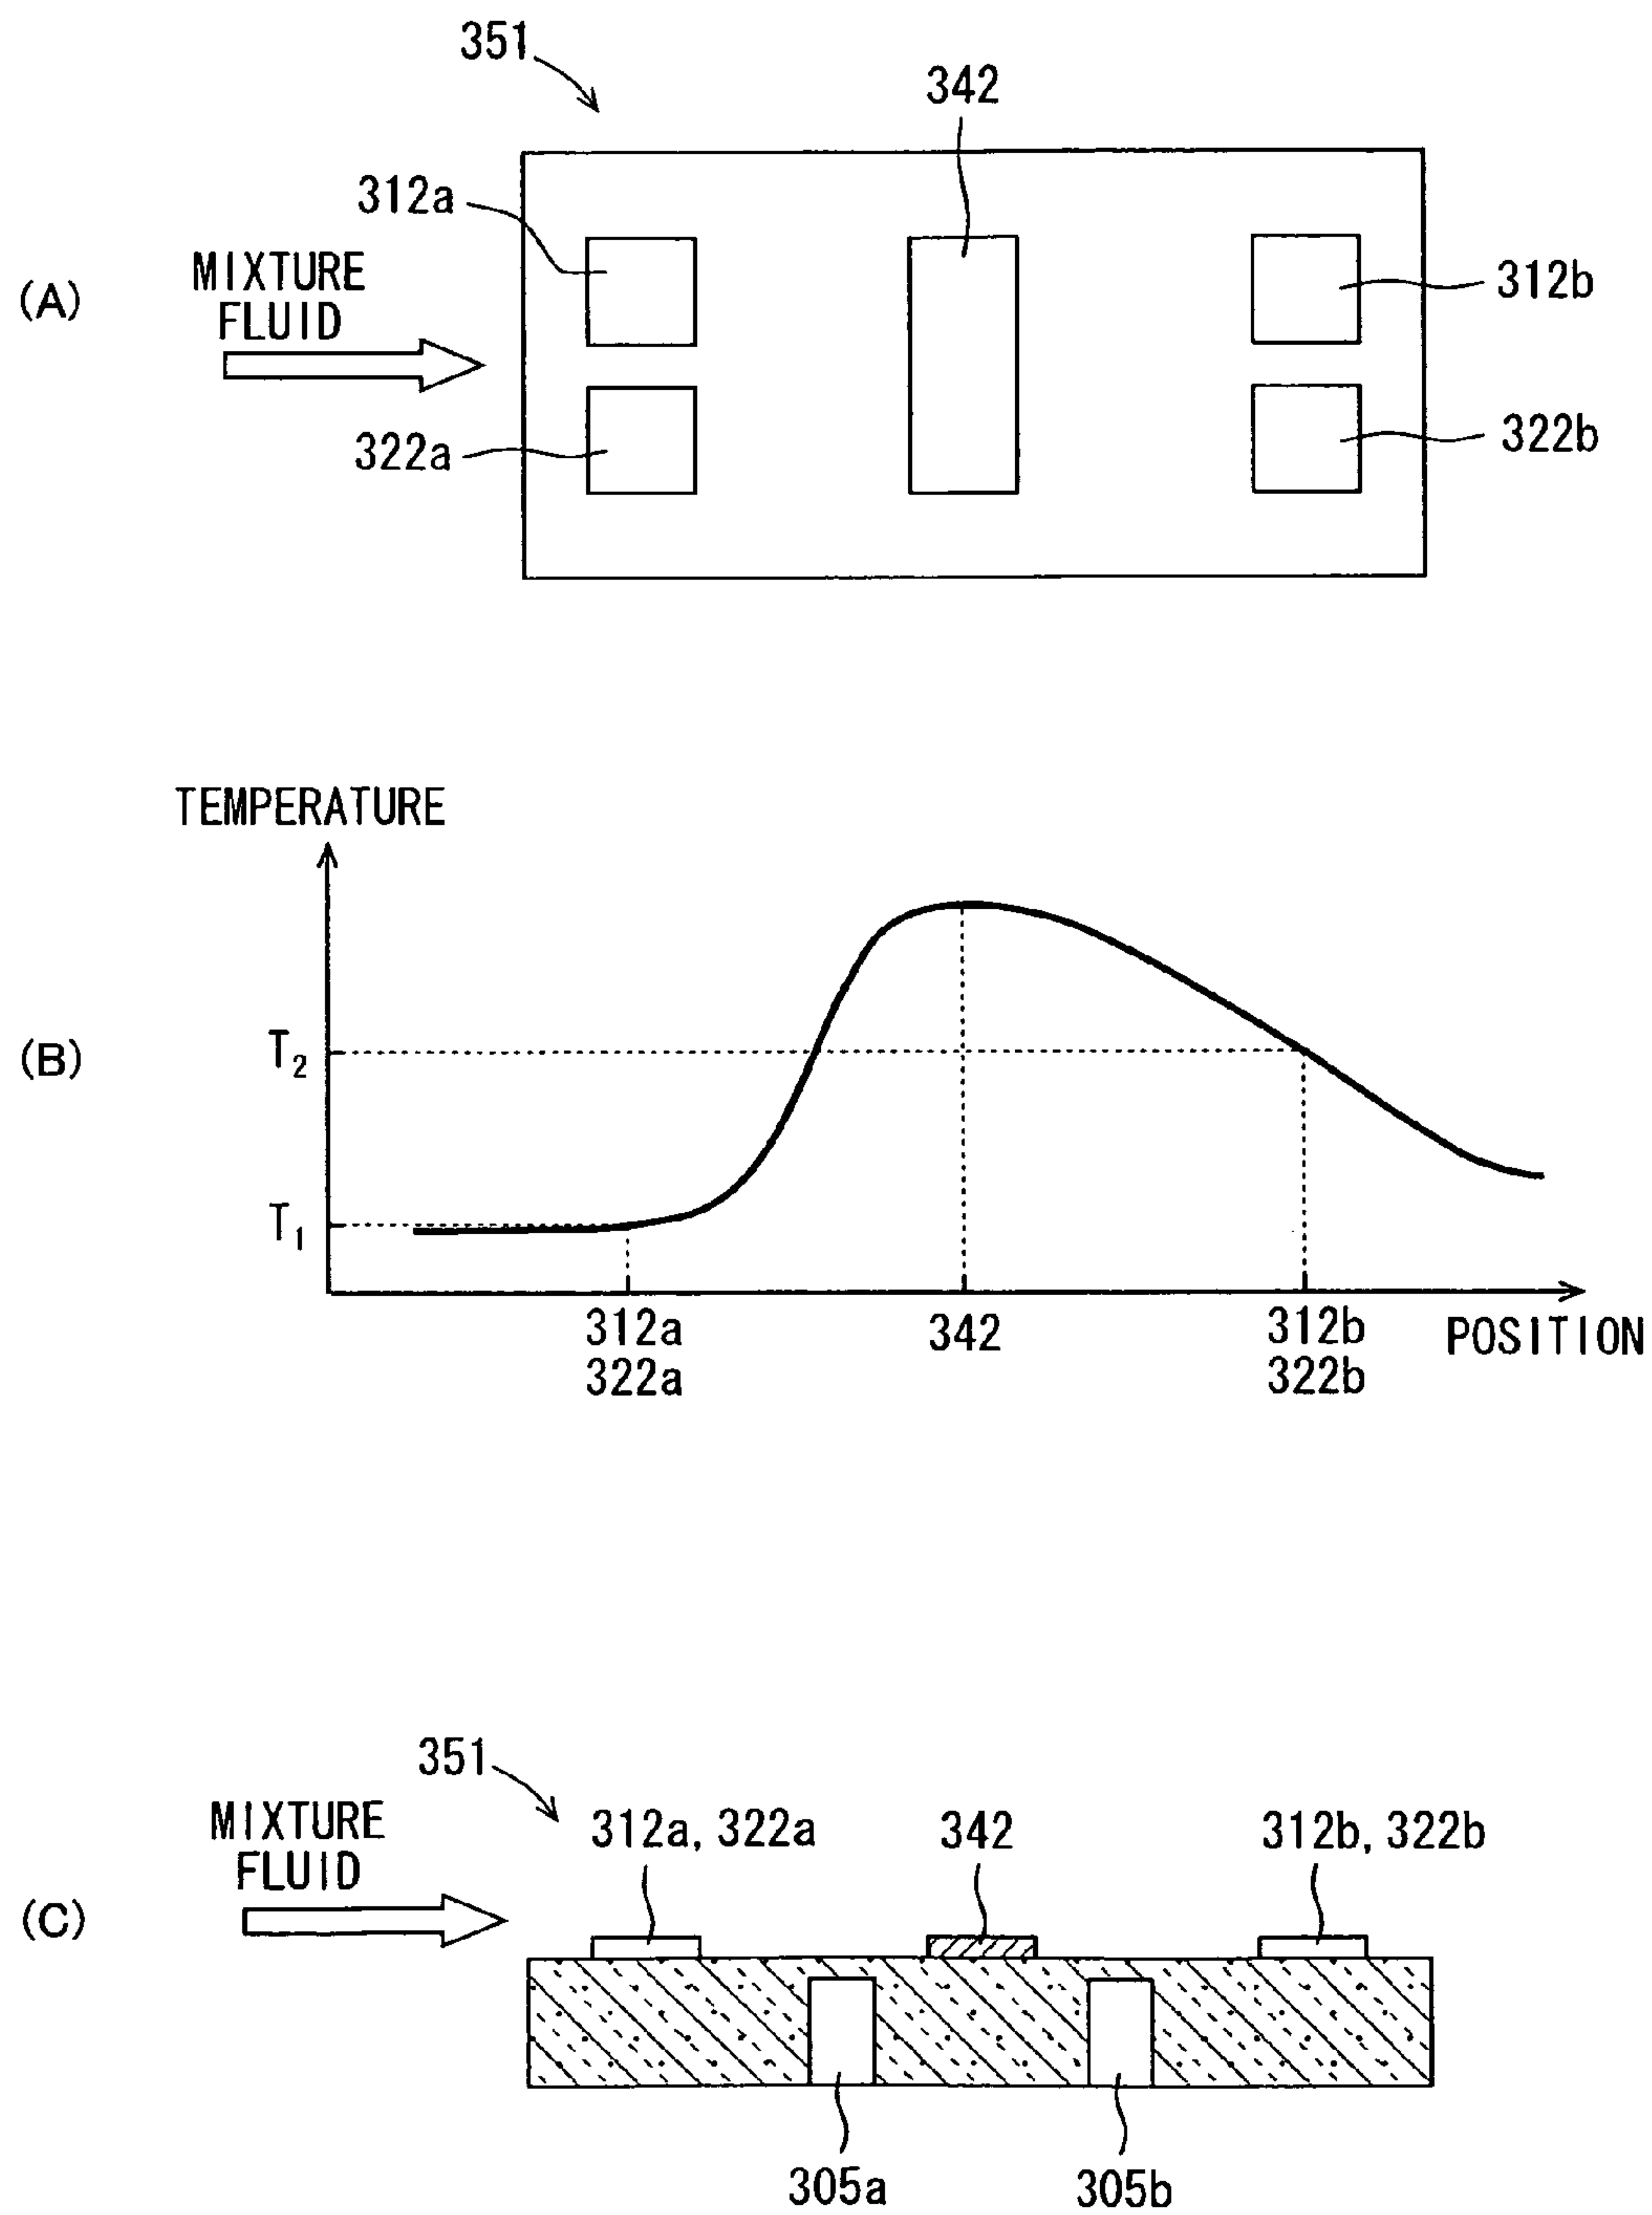 351
342
312a
MIXTURE
FLUID
(A)
312b
322a
322b
TEMPERATURE
(B)
T2
T1
312a
322a
342
312b
322b
POSITION
351
MIXTURE
FLUID
312a, 322a
342
312b, 322b
(C)
305a
305b